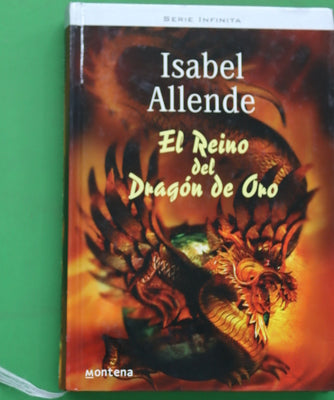 SERIE INFINITA
Isabel
Allende
El Reino
del
Dragón de Oro
montena